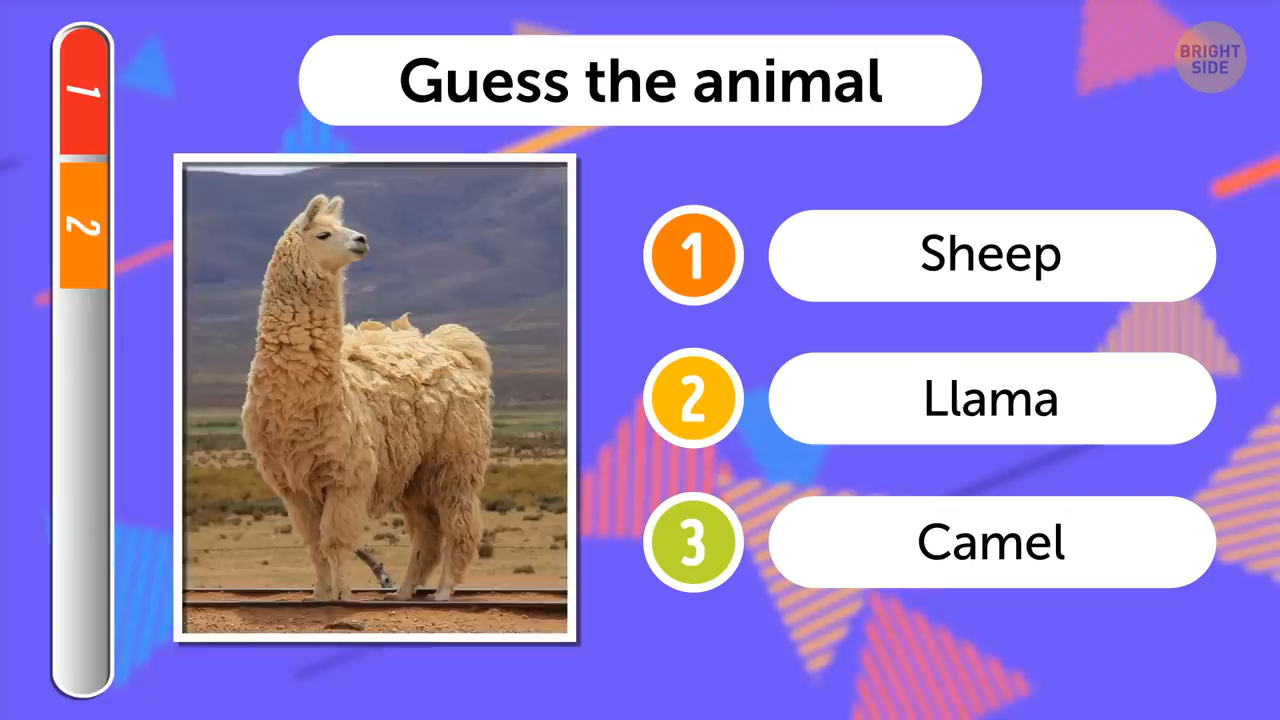 Guess the animal
BRIGHT
SIDE
1
2
1
Sheep
2
Llama
3
Camel